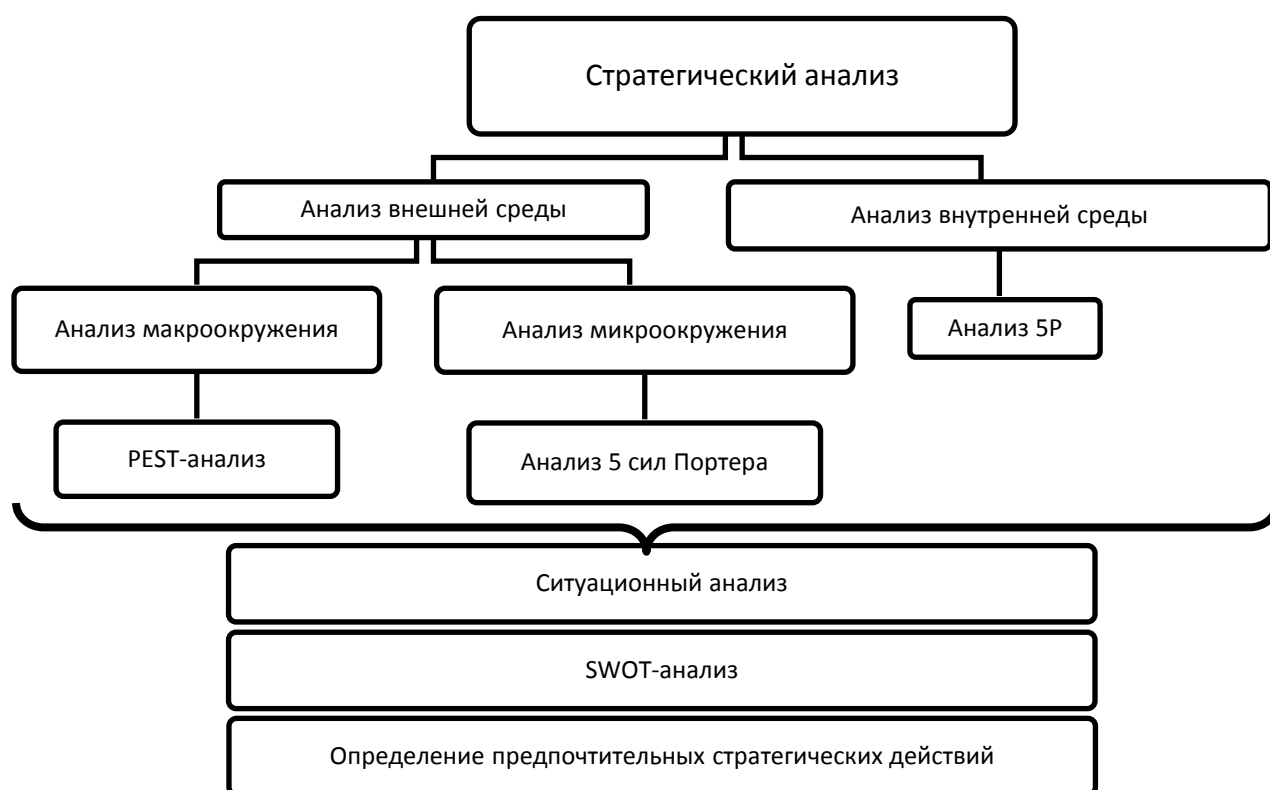 Стратегический анализ
Анализ внешней среды
Анализ внутренней среды
Анализ макроокружения
Анализ микроокружения
Анализ 5P
PEST-анализ
Анализ 5 сил Портера
Ситуационный анализ
SWOT-анализ
Определение предпочтительных стратегических действий